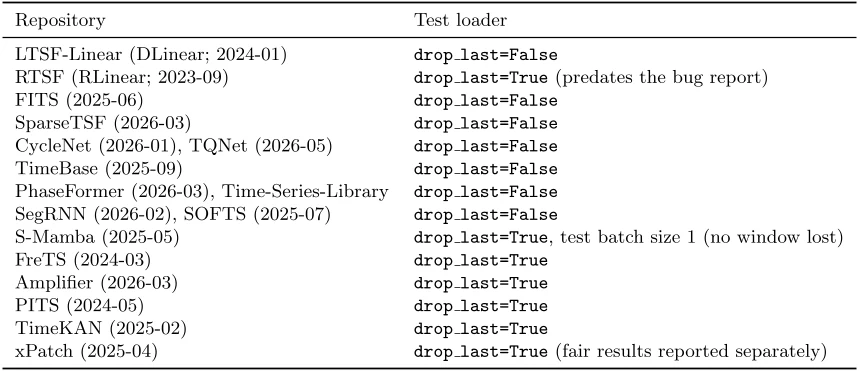 Repository Test loader
LTSF-Linear (DLinear; 2024-01) drop_last=False
RTSF (RLinear; 2023-09) drop_last=True (predates the bug report)
FITS (2025-06) drop_last=False
SparseTSF (2026-03) drop_last=False
CycleNet (2026-01), TQNet (2026-05) drop_last=False
TimeBase (2025-09) drop_last=False
PhaseFormer (2026-03), Time-Series-Library drop_last=False
SegRNN (2026-02), SOFTS (2025-07) drop_last=False
S-Mamba (2025-05) drop_last=True, test batch size 1 (no window lost)
FreTS (2024-03) drop_last=True
Amplifier (2026-03) drop_last=True
PITS (2024-05) drop_last=True
TimeKAN (2025-02) drop_last=True
xPatch (2025-04) drop_last=True (fair results reported separately)